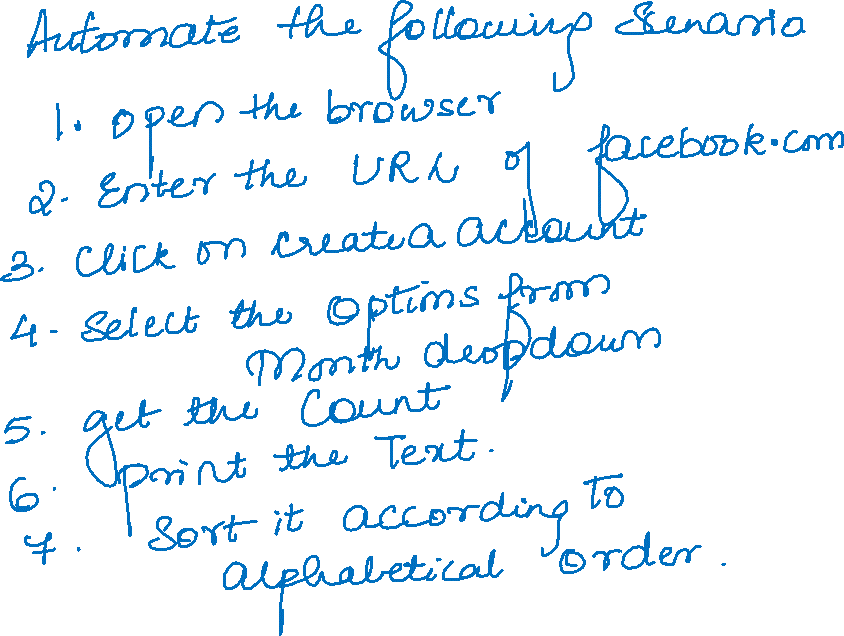 Automate the following Scenario
1. open the browser
2. Enter the URL of facebook.com
3. Click on create a account
4- Select the options from
Month dropdown
5. get the Count
6. print the Text.
7. Sort it according To
alphabetical order.